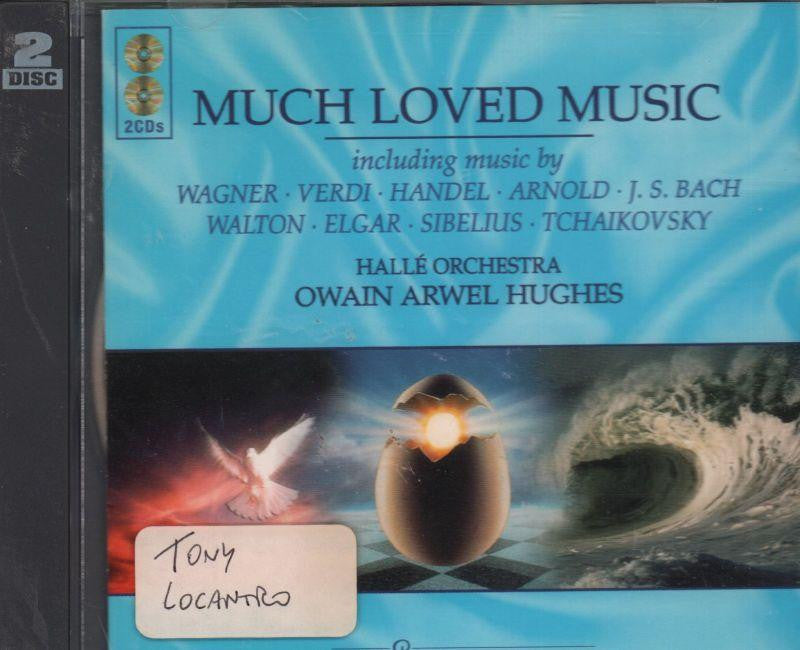 2
DISC
2CDs
MUCH LOVED MUSIC
including music by
WAGNER · VERDI · HANDEL · ARNOLD · J. S. BACH
WALTON · ELGAR · SIBELIUS · TCHAIKOVSKY
HALLÉ ORCHESTRA
OWAIN ARWEL HUGHES
TONY
LOCANTRO